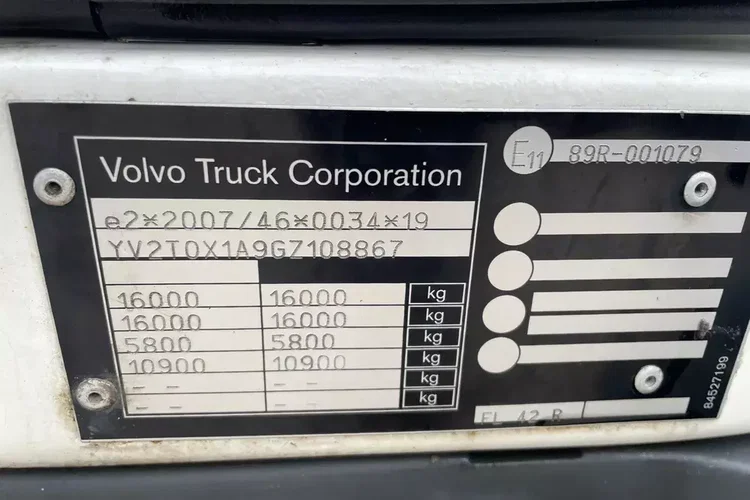 Volvo Truck Corporation
e2*2007/46*0034*19
YV2T0X1A9GZ108867
16000 16000 kg
16000 16000 kg
5800 5800 kg
10900 10900 kg
– – – – kg
– – – – kg
E11 89R-001079
FL 42 R
84527199